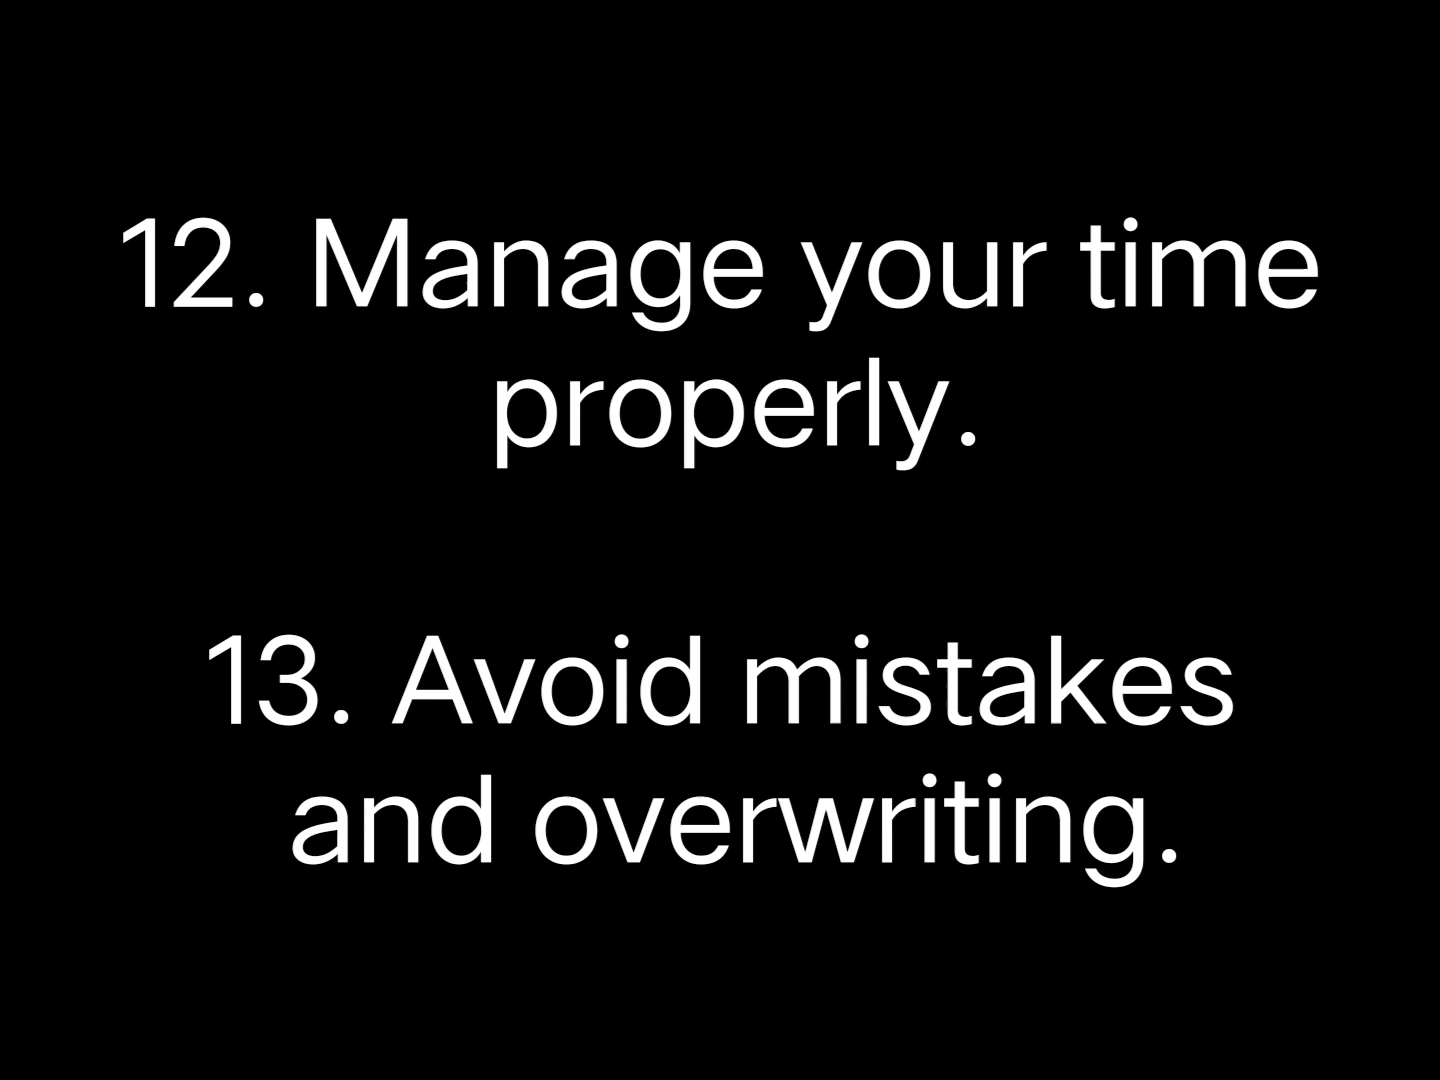 12. Manage your time
properly.
13. Avoid mistakes
and overwriting.